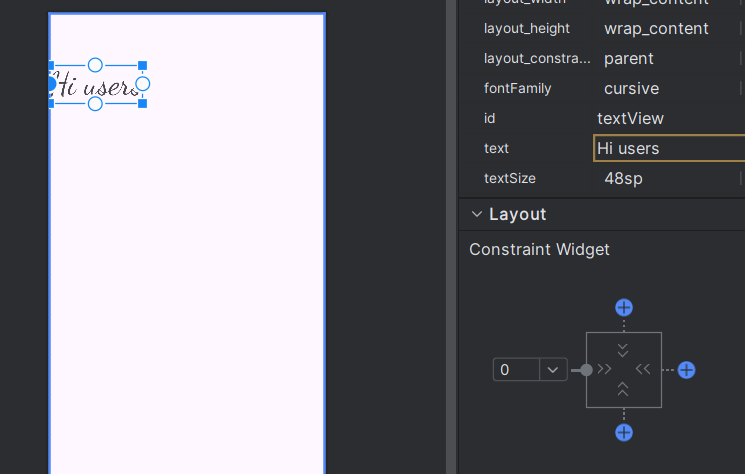 layout_width wrap_content
layout_height wrap_content
layout_constra... parent
fontFamily cursive
id textView
text Hi users
textSize 48sp
Hi users
Layout
Constraint Widget
0